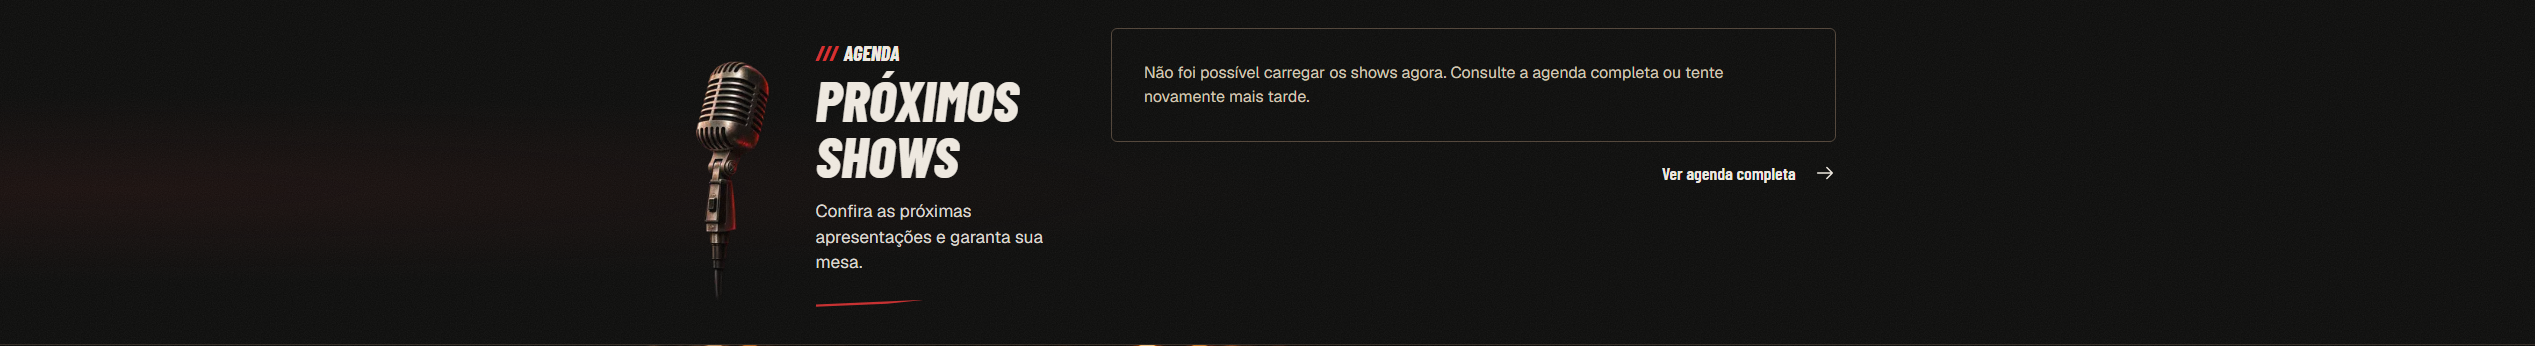 /// AGENDA
PRÓXIMOS
SHOWS
Confira as próximas
apresentações e garanta sua
mesa.
Não foi possível carregar os shows agora. Consulte a agenda completa ou tente
novamente mais tarde.
Ver agenda completa →